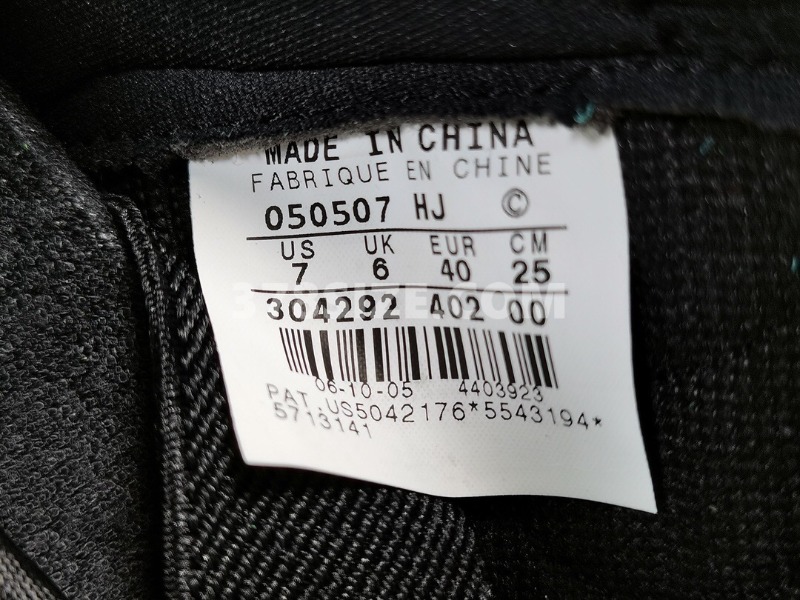 MADE IN CHINA
FABRIQUE EN CHINE
050507 HJ ©
US UK EUR CM
7 6 40 25
304292 402 00
06-10-05 4403923
PAT. US5042176*5543194*
5713141